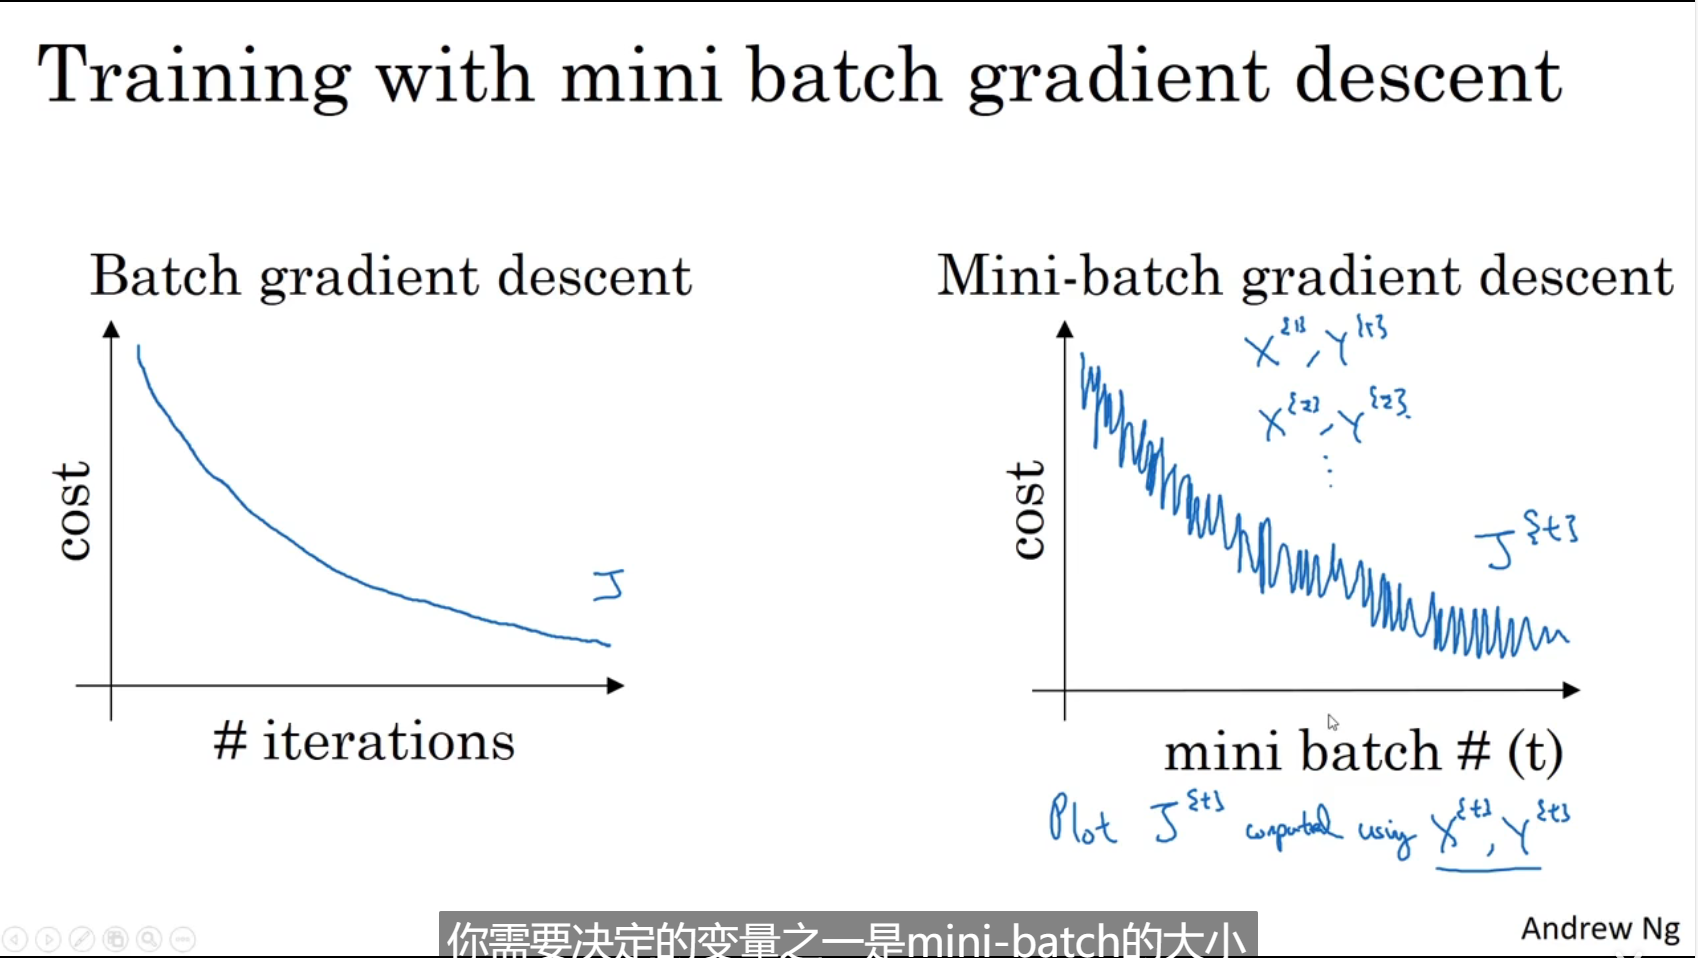 Training with mini batch gradient descent
Batch gradient descent
cost
J
# iterations
Mini-batch gradient descent
X^{1}, Y^{1}
X^{2}, Y^{2}
⋮
cost
J^{t}
mini batch # (t)
Plot J^{t} computed using X^{t}, Y^{t}
Andrew Ng
你需要决定的变量之一是mini-batch的大小